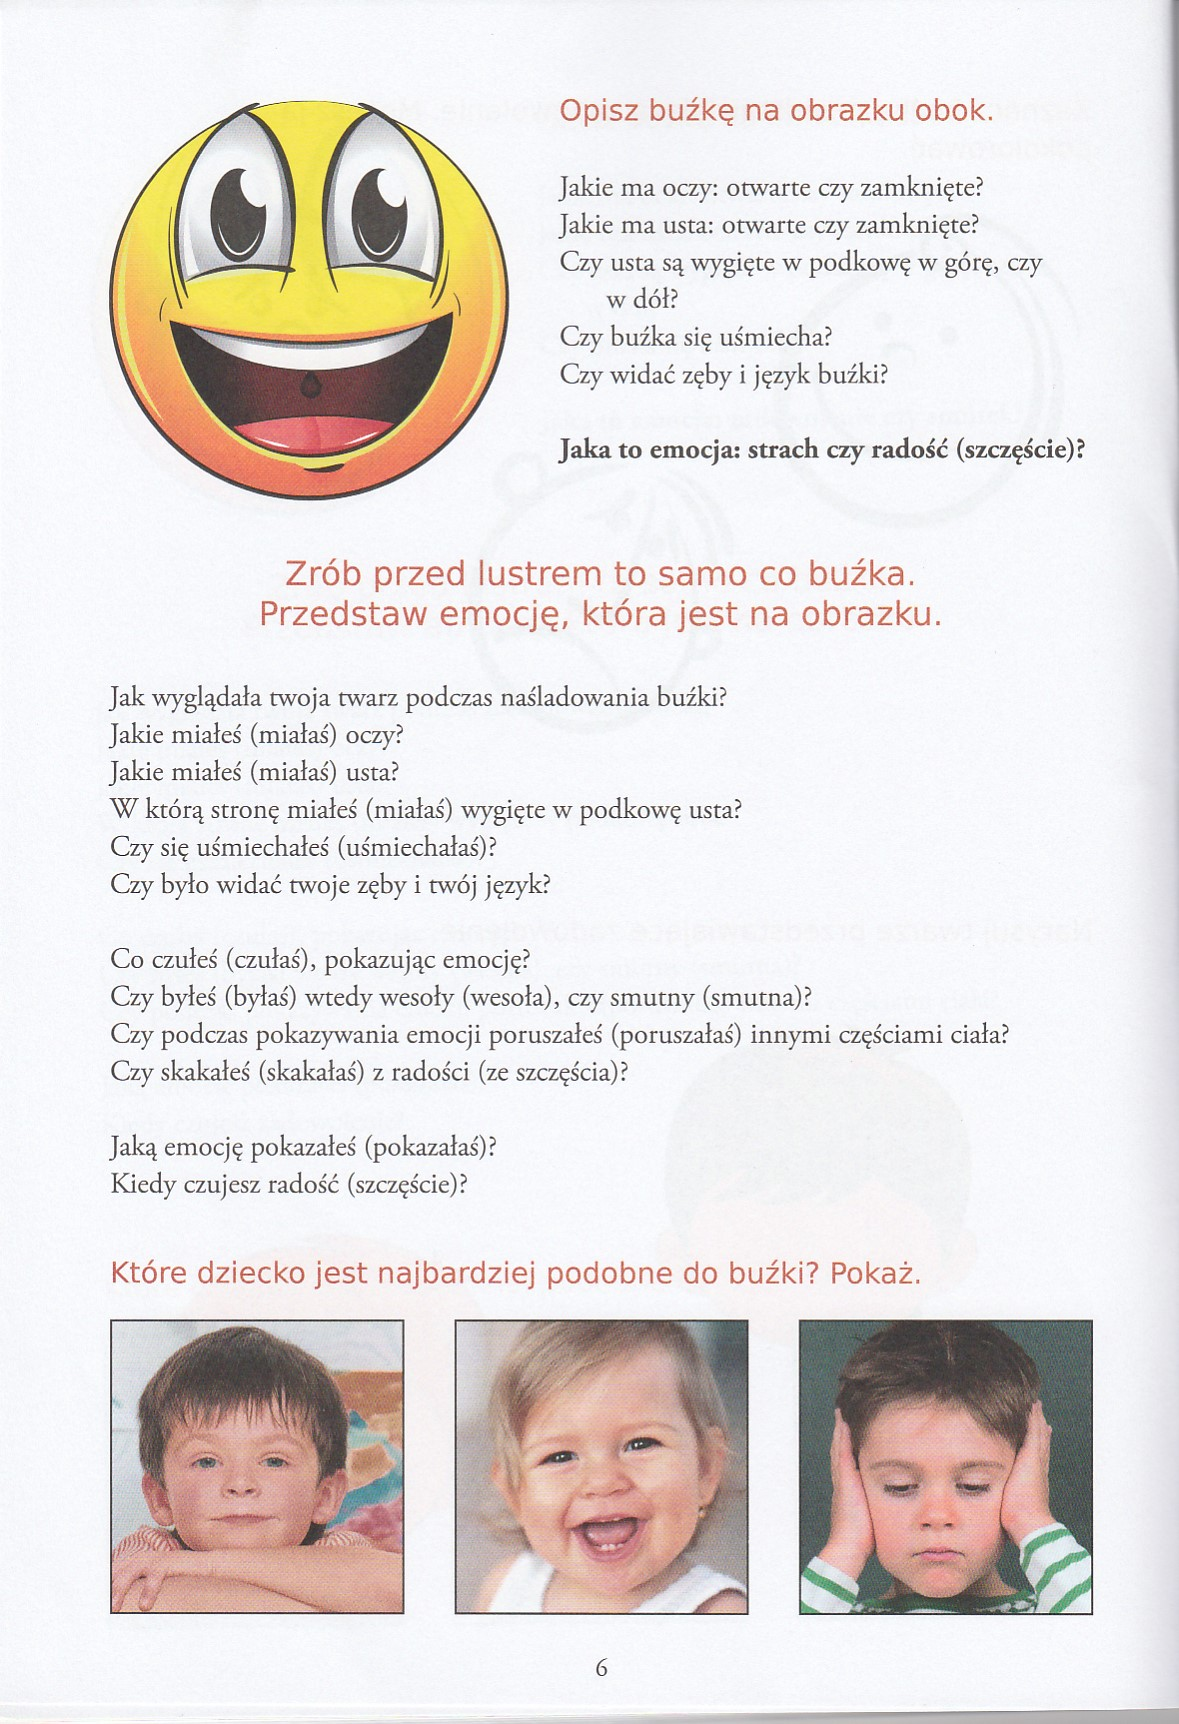 Opisz buźkę na obrazku obok.
Jakie ma oczy: otwarte czy zamknięte?
Jakie ma usta: otwarte czy zamknięte?
Czy usta są wygięte w podkowę w górę, czy
w dół?
Czy buźka się uśmiecha?
Czy widać zęby i język buźki?
Jaka to emocja: strach czy radość (szczęście)?
Zrób przed lustrem to samo co buźka.
Przedstaw emocję, która jest na obrazku.
Jak wyglądała twoja twarz podczas naśladowania buźki?
Jakie miałeś (miałaś) oczy?
Jakie miałeś (miałaś) usta?
W którą stronę miałeś (miałaś) wygięte w podkowę usta?
Czy się uśmiechałeś (uśmiechałaś)?
Czy było widać twoje zęby i twój język?
Co czułeś (czułaś), pokazując emocję?
Czy byłeś (byłaś) wtedy wesoły (wesoła), czy smutny (smutna)?
Czy podczas pokazywania emocji poruszałeś (poruszałaś) innymi częściami ciała?
Czy skakałeś (skakałaś) z radości (ze szczęścia)?
Jaką emocję pokazałeś (pokazałaś)?
Kiedy czujesz radość (szczęście)?
Które dziecko jest najbardziej podobne do buźki? Pokaż.
6